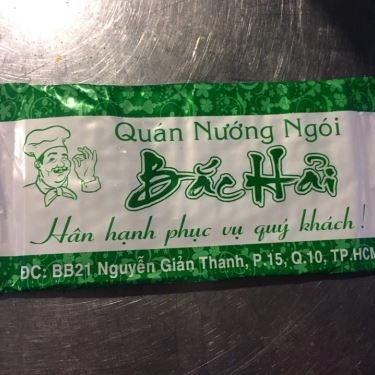 Quán Nướng Ngói
Bắc Hải
Hân hạnh phục vụ quý khách !
ĐC: BB21 Nguyễn Giản Thanh, P.15, Q.10, TP.HCM